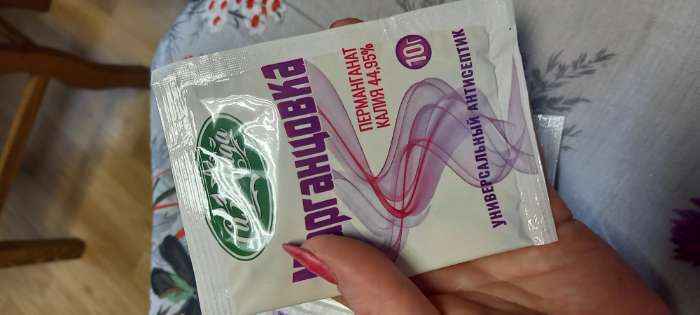 Марганцовка
ПЕРМАНГАНАТ
КАЛИЯ 44,95%
10г
УНИВЕРСАЛЬНЫЙ АНТИСЕПТИК